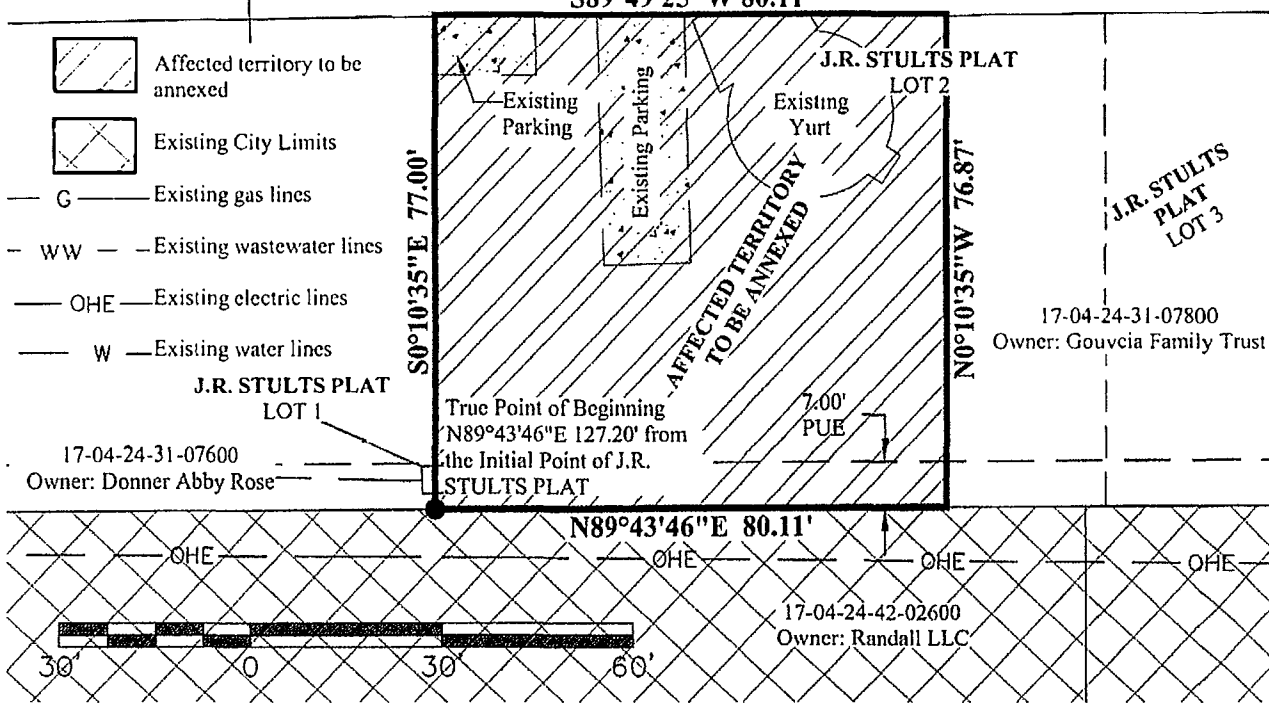 Affected territory to be
annexed
Existing City Limits
G Existing gas lines
WW Existing wastewater lines
OHE Existing electric lines
W Existing water lines
J.R. STULTS PLAT
LOT 1
17-04-24-31-07600
Owner: Donner Abby Rose
S0°10'35"E 77.00'
Existing
Parking
Existing Parking
Existing
Yurt
J.R. STULTS PLAT
LOT 2
AFFECTED TERRITORY
TO BE ANNEXED
N0°10'35"W 76.87'
J.R. STULTS
PLAT
LOT 3
17-04-24-31-07800
Owner: Gouvcia Family Trust
True Point of Beginning
N89°43'46"E 127.20' from
the Initial Point of J.R.
STULTS PLAT
7.00'
PUE
N89°43'46"E 80.11'
OHE OHE OHE OHE
17-04-24-42-02600
Owner: Randall LLC
30' 0 30' 60'